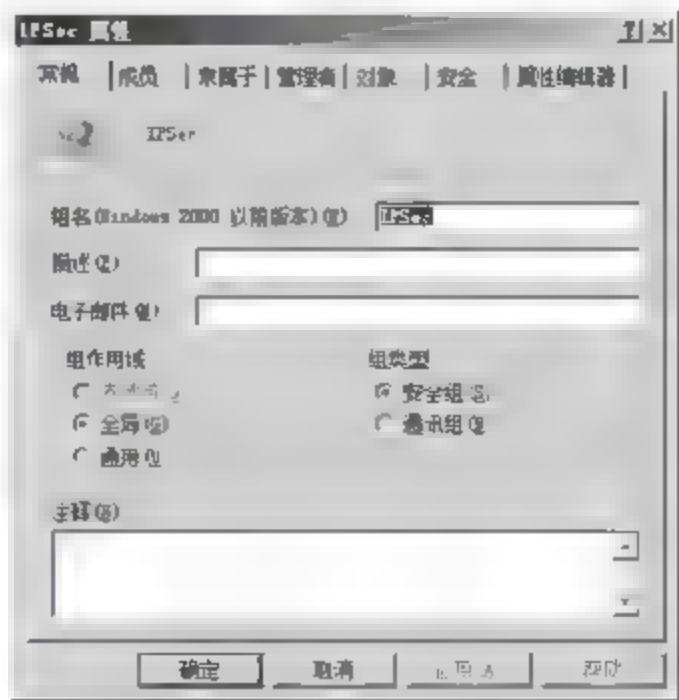 IPSec 属性
常规 成员 隶属于 管理者 对象 安全 属性编辑器
IPSec
组名(Windows 2000 以前版本)(W) IPSec
描述
电子邮件
组作用域 组类型
安全组
全局(G) 通讯组
通用
注释
确定 取消